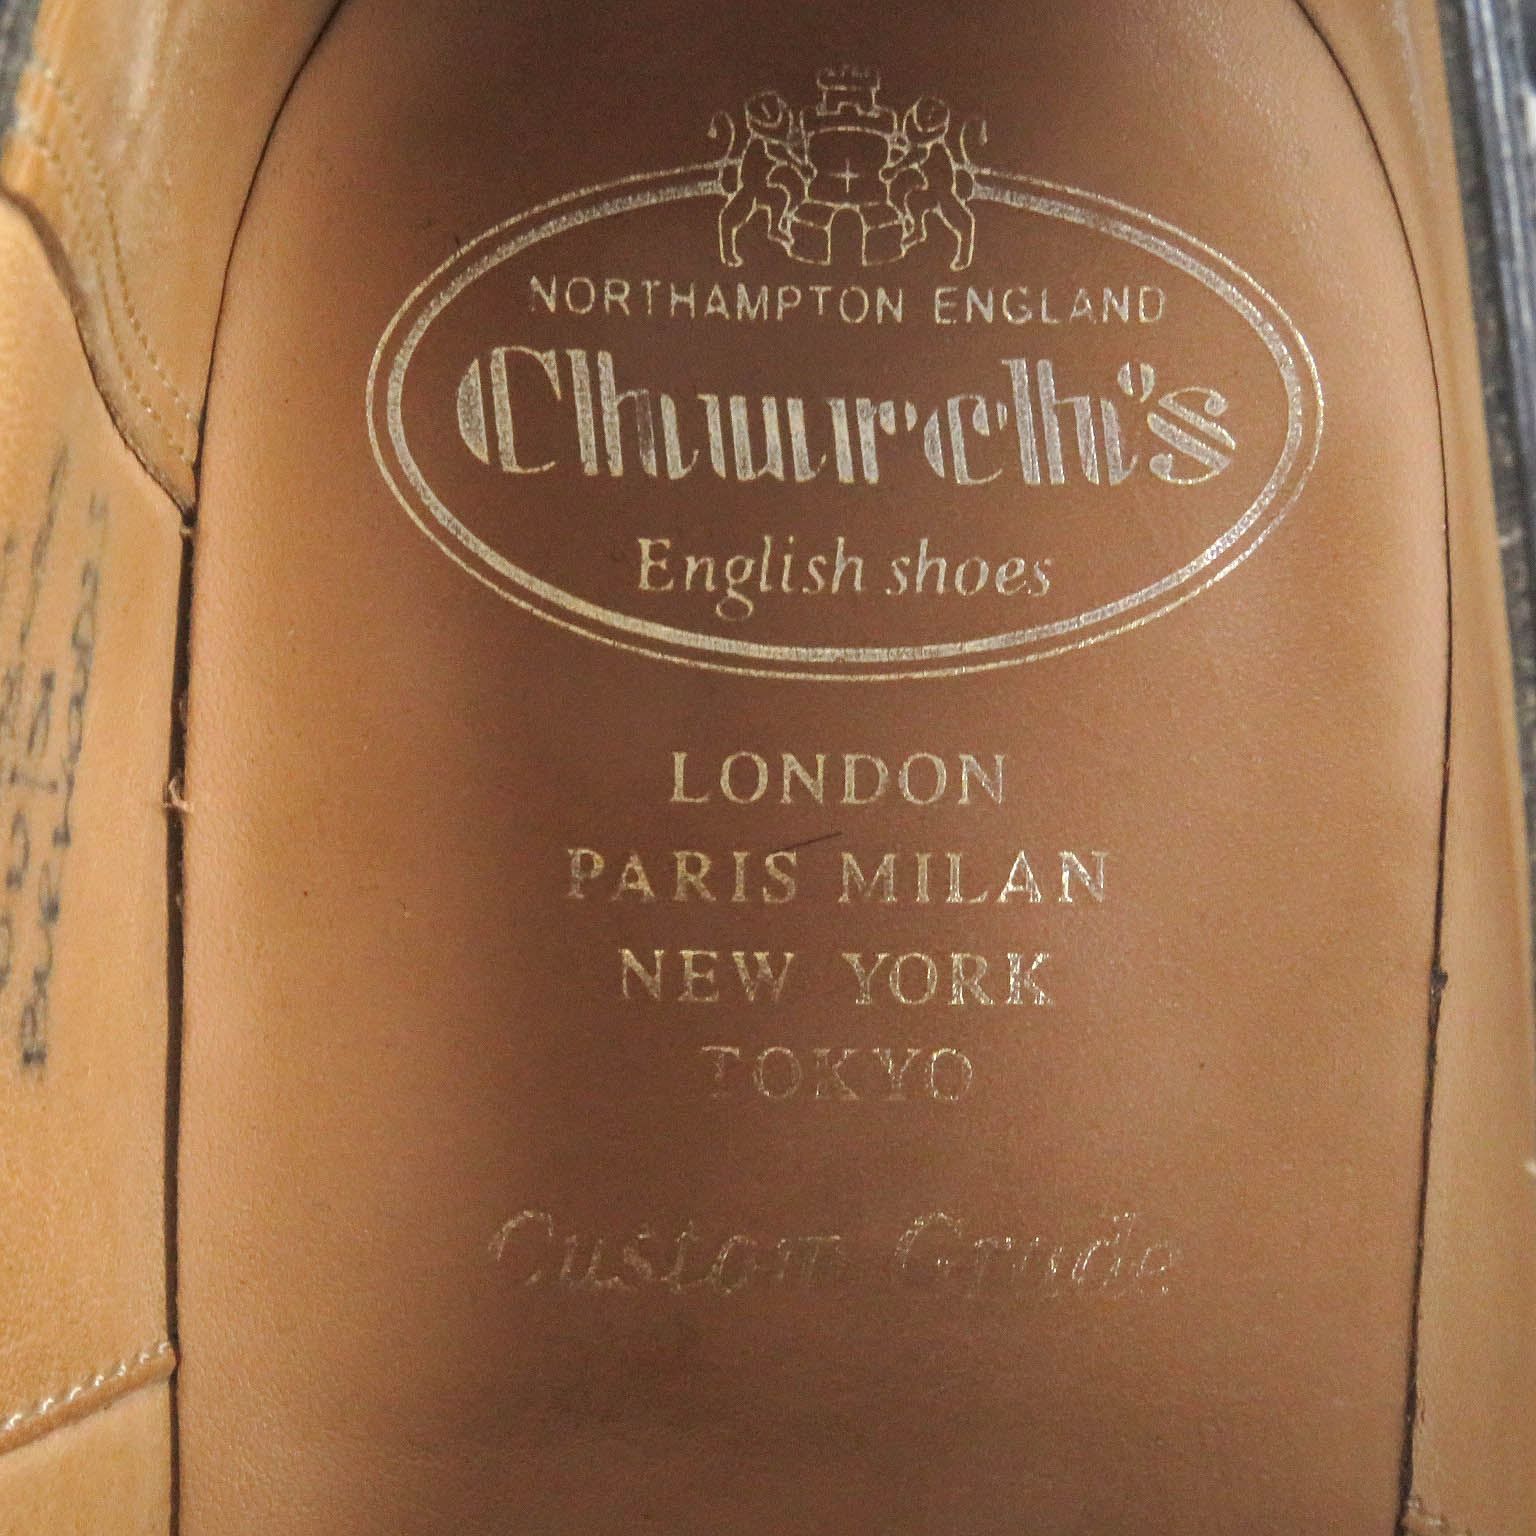 NORTHAMPTON ENGLAND
Church's
English shoes
LONDON
PARIS MILAN
NEW YORK
TOKYO
Custom Grade